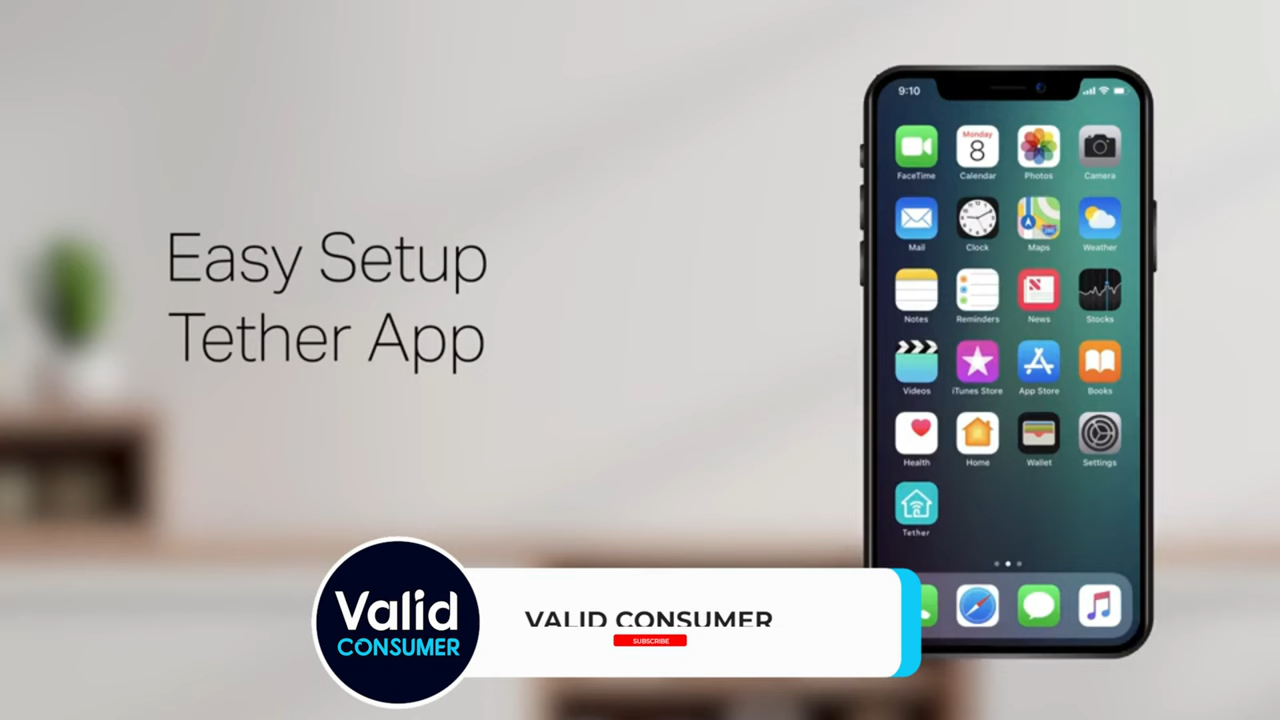 Easy Setup
Tether App
9:10
Monday
8
FaceTime Calendar Photos Camera
Mail Clock Maps Weather
Notes Reminders News Stocks
Videos iTunes Store App Store Books
Health Home Wallet Settings
Tether
Valid
CONSUMER
VALID CONSUMER
SUBSCRIBE